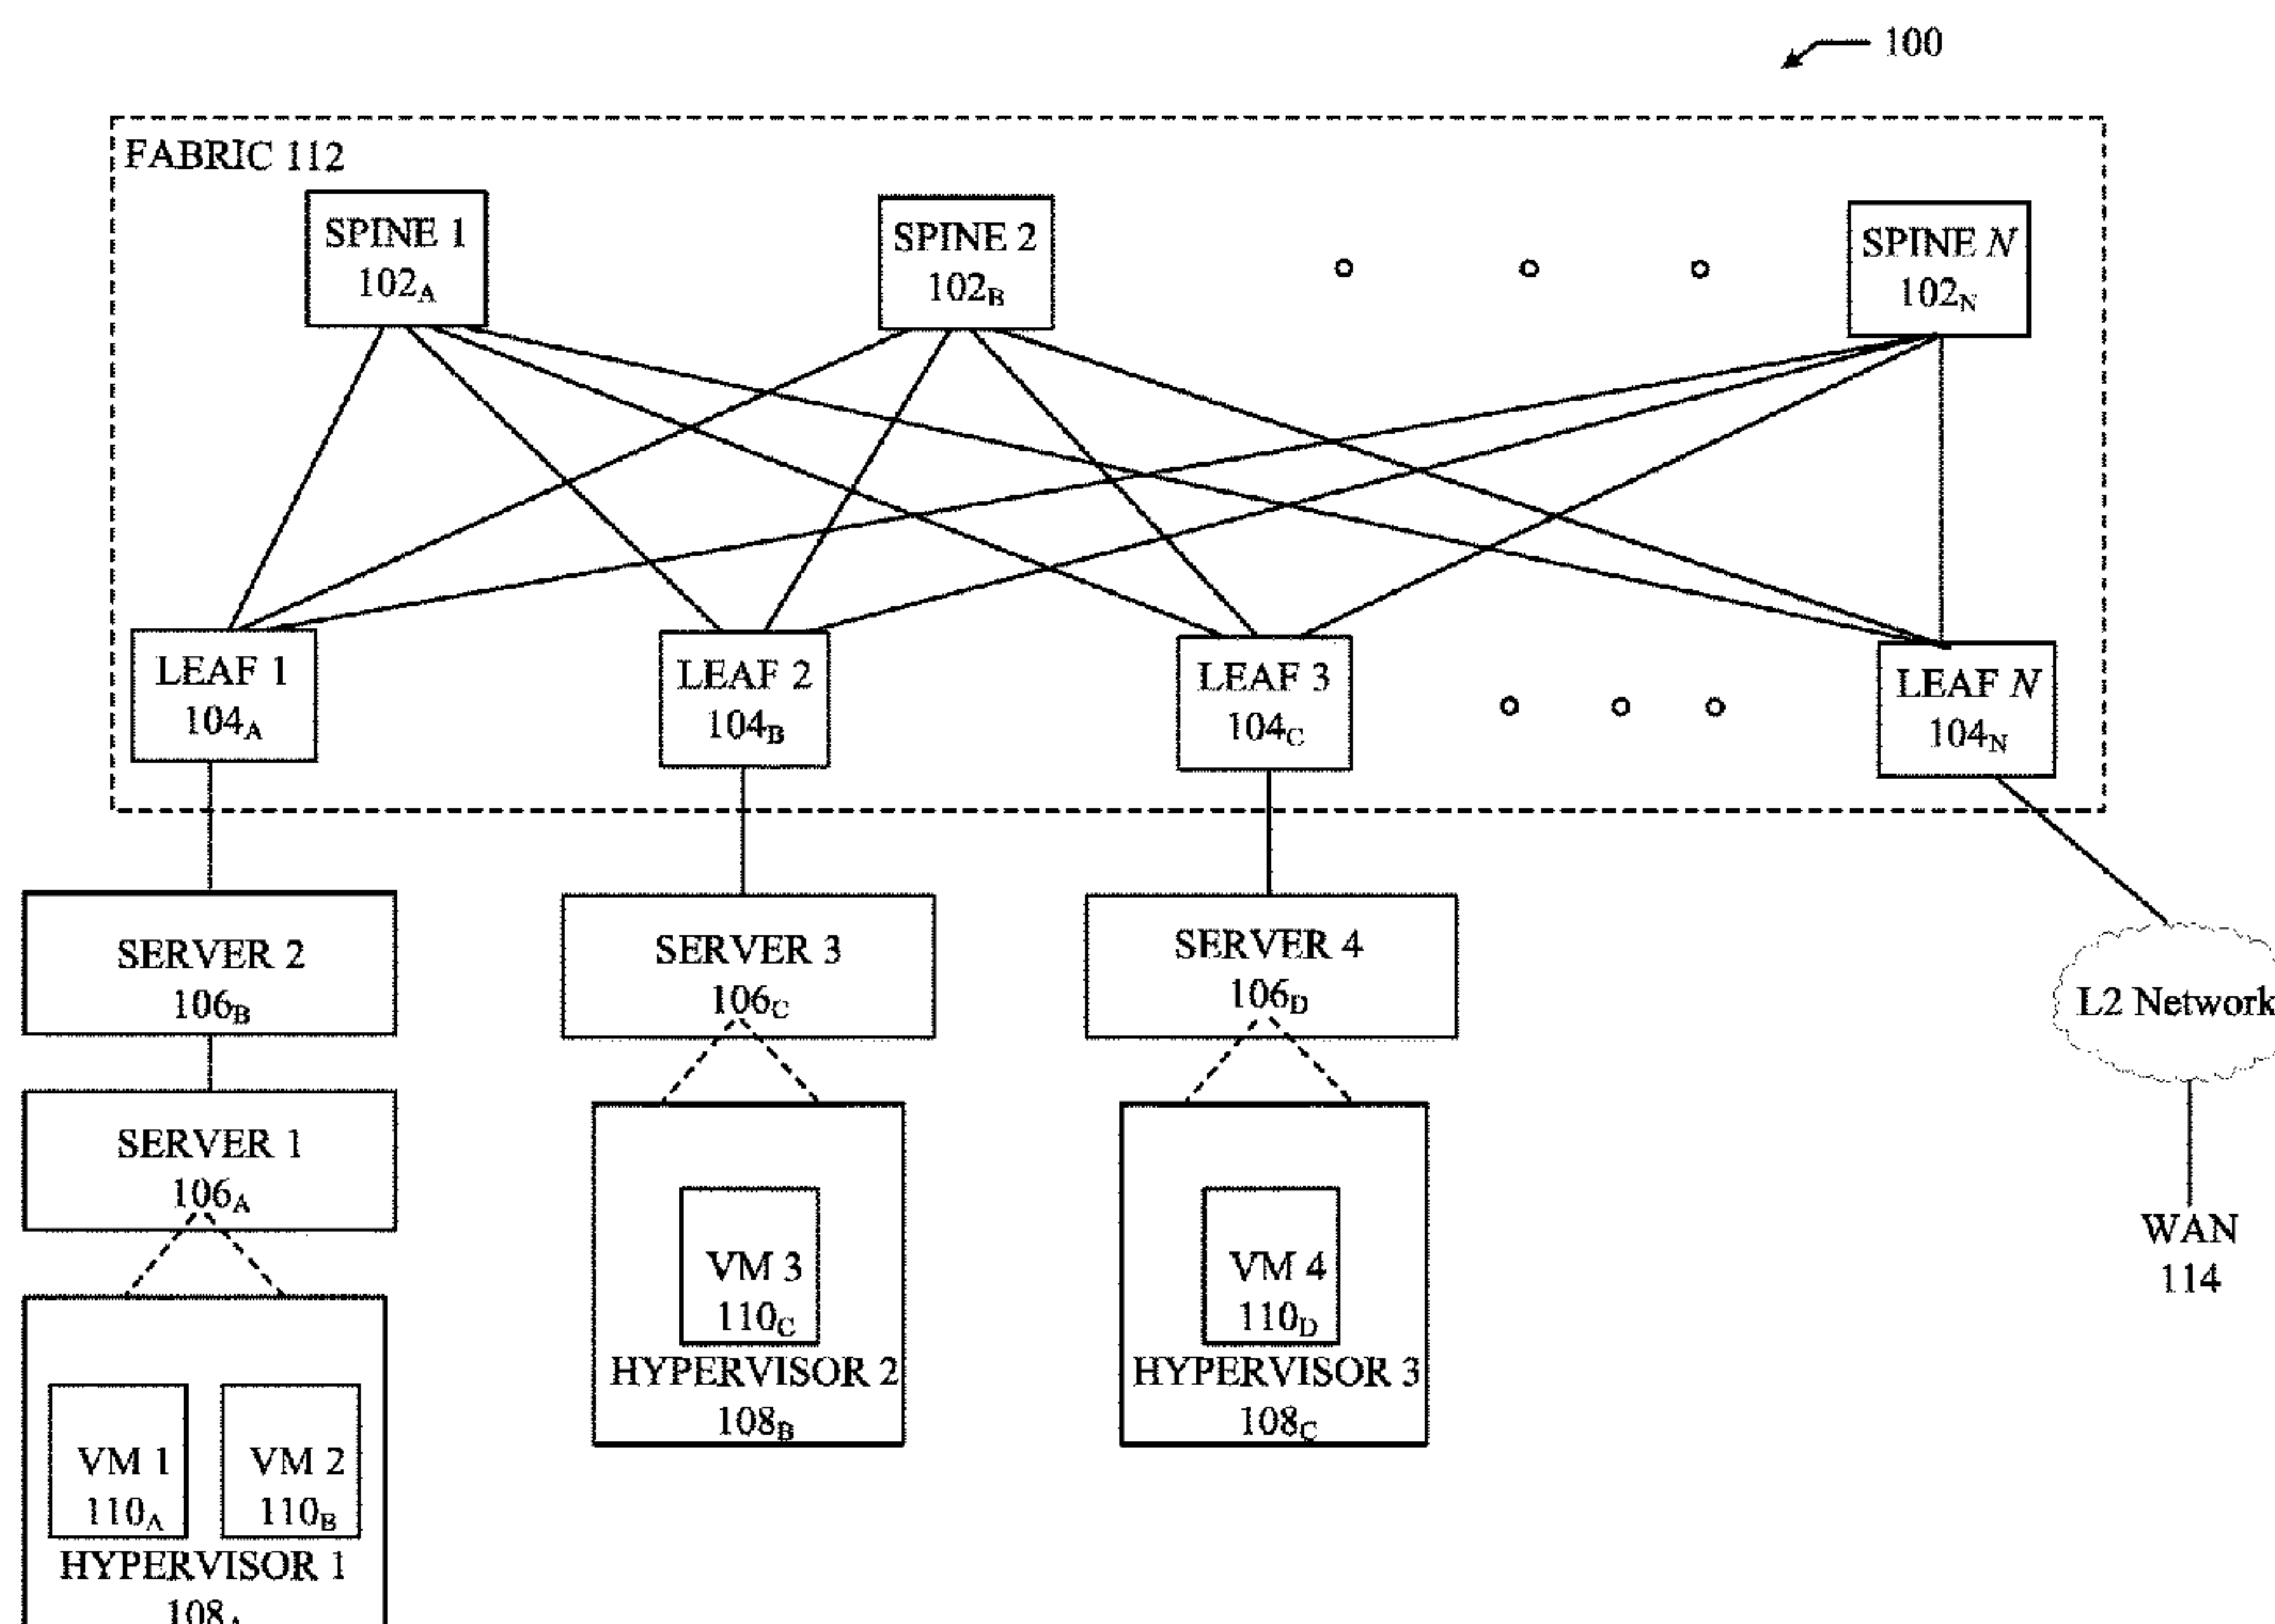 100
FABRIC 112
SPINE 1
102A
SPINE 2
102B
SPINE N
102N
LEAF 1
104A
LEAF 2
104B
LEAF 3
104C
LEAF N
104N
SERVER 2
106B
SERVER 3
106C
SERVER 4
106D
L2 Network
SERVER 1
106A
VM 3
110C
HYPERVISOR 2
108B
VM 4
110D
HYPERVISOR 3
108C
WAN
114
VM 1
110A
VM 2
110B
HYPERVISOR 1
108A